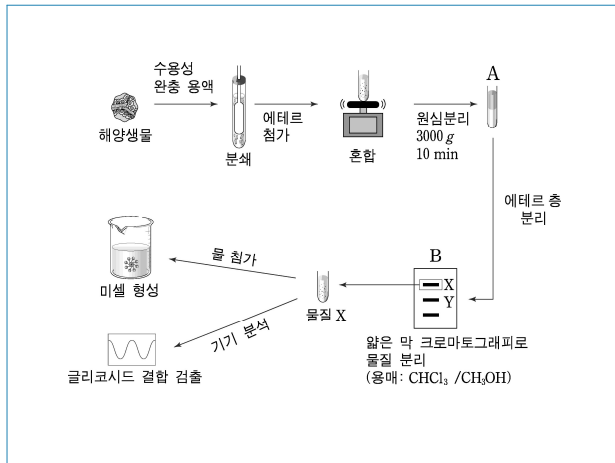 수용성
완충 용액
해양생물
분쇄
에테르
첨가
혼합
원심분리
3000 g
10 min
A
에테르 층
분리
B
X
Y
얇은 막 크로마토그래피로
물질 분리
(용매: CHCl₃ /CH₃OH)
물질 X
물 첨가
미셀 형성
기기 분석
글리코시드 결합 검출